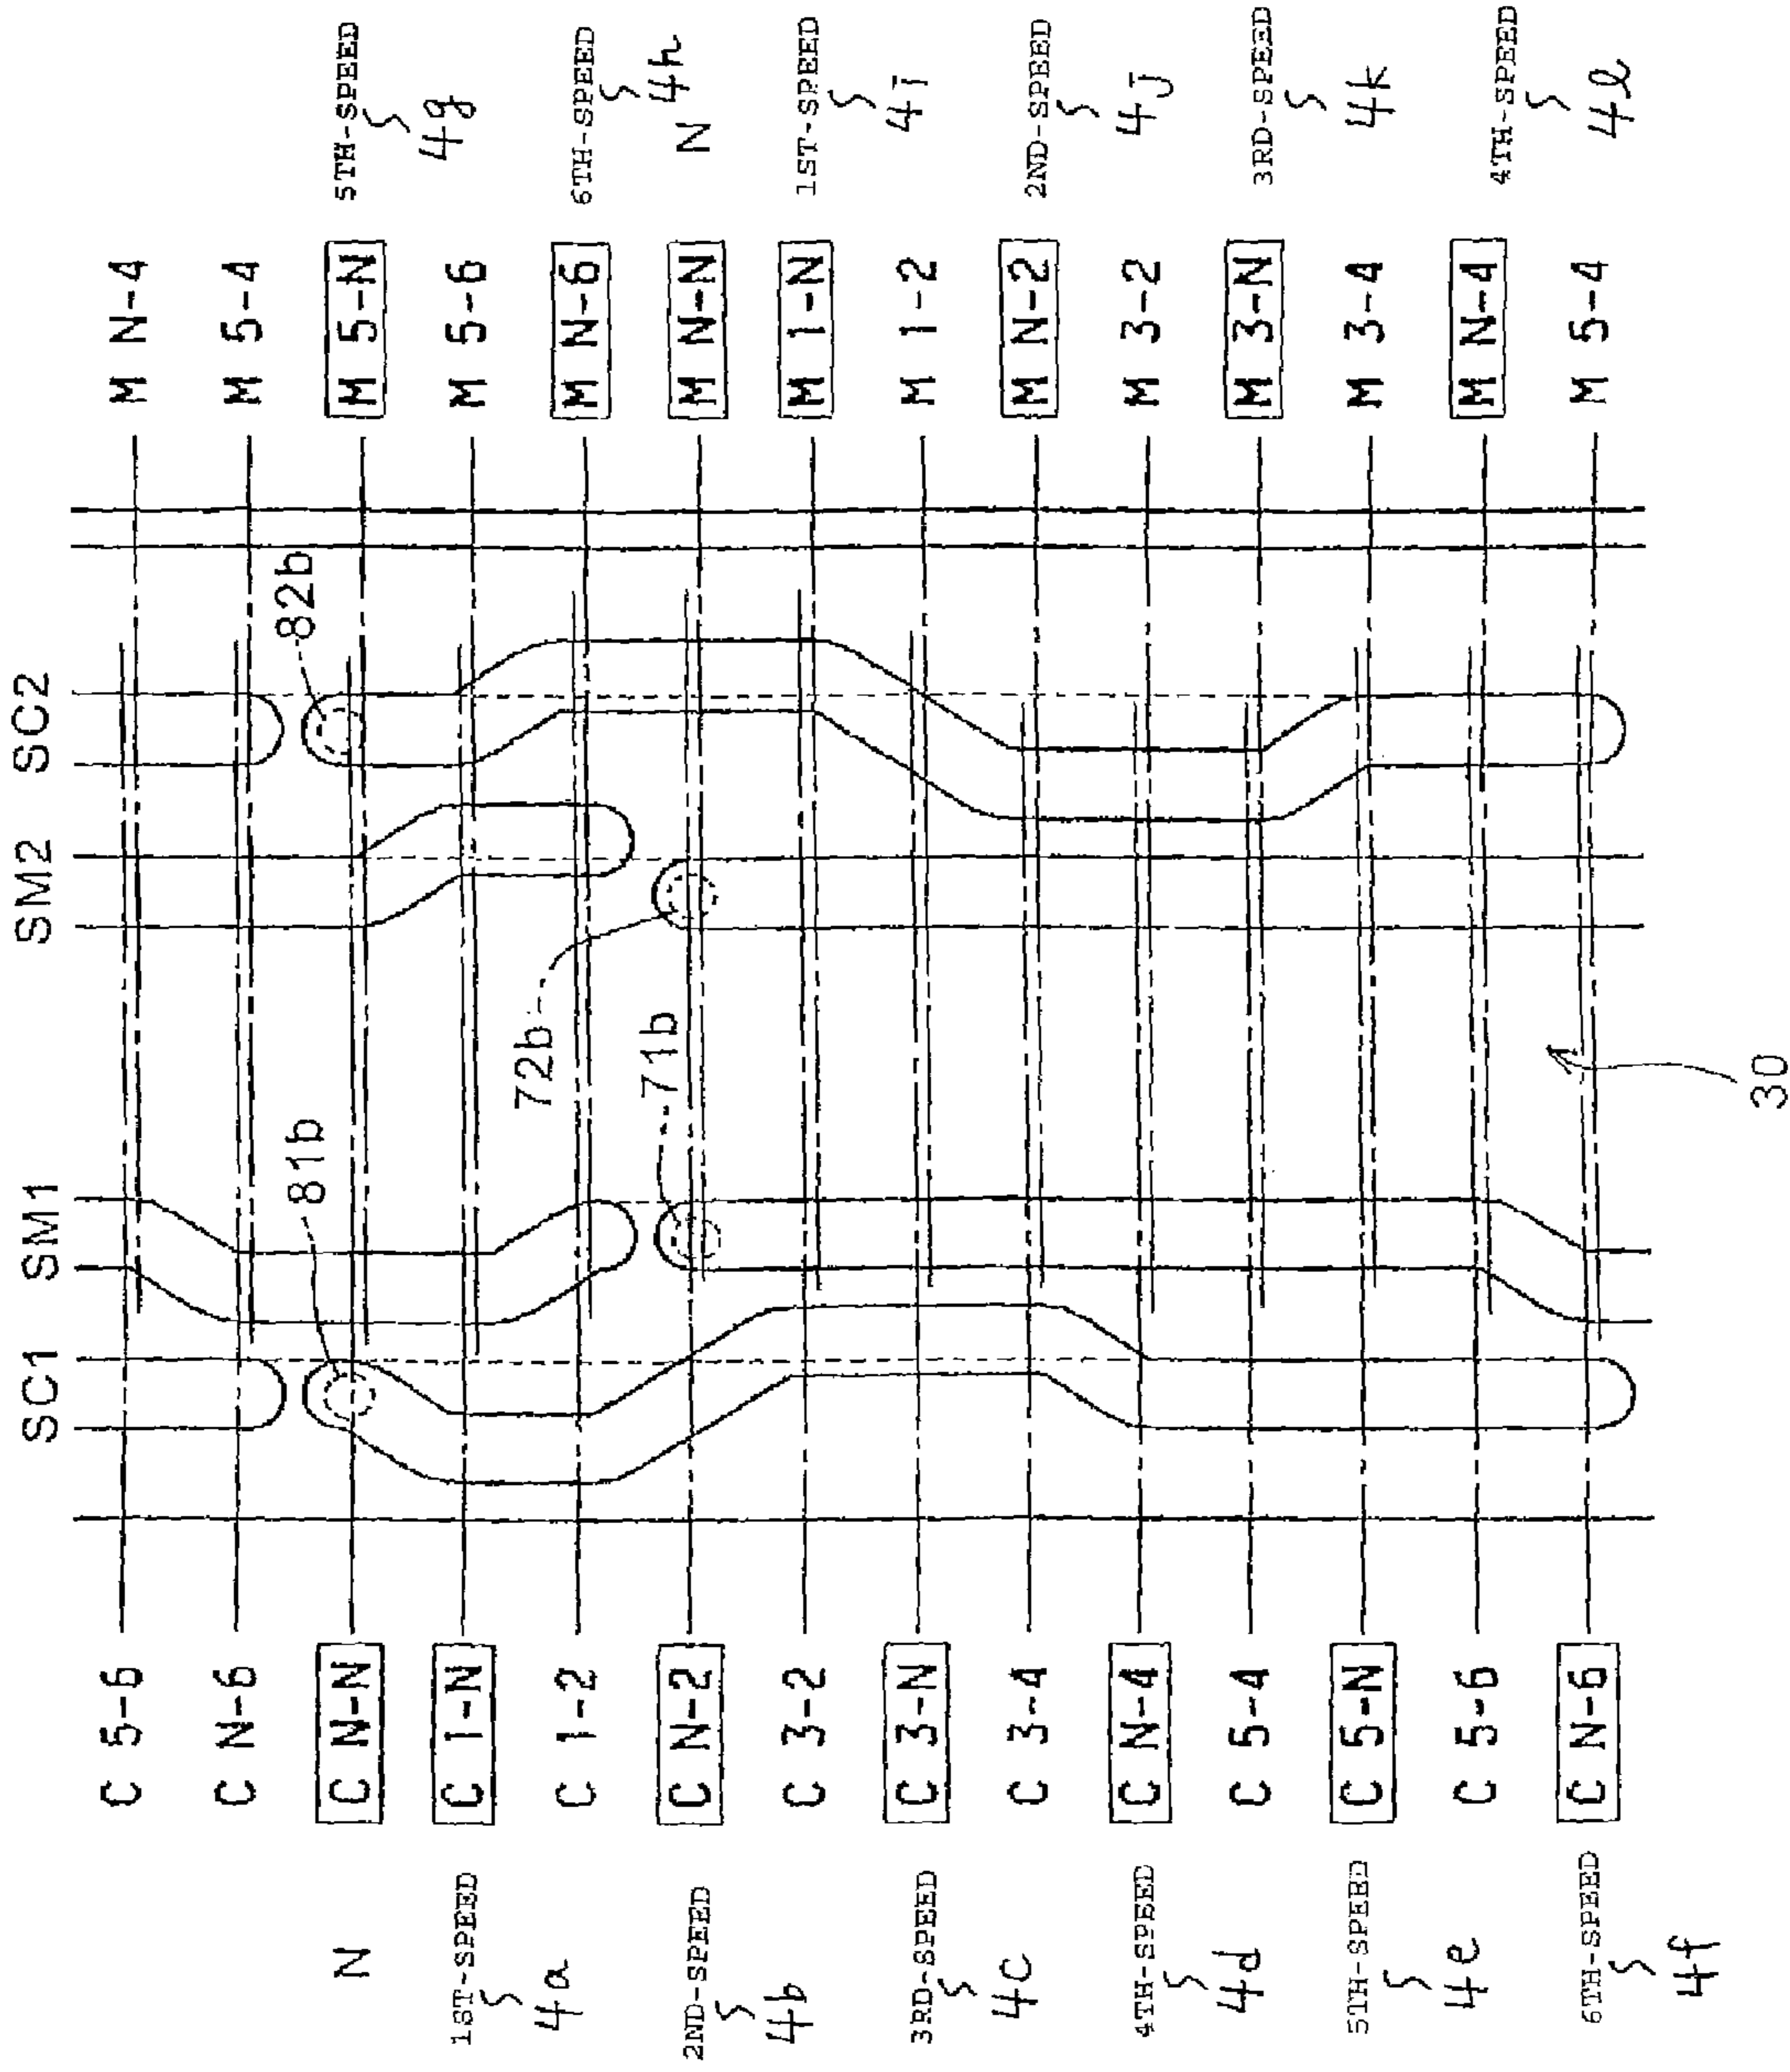 SC1
SM1
SM2
SC2
C 5-6
M N-4
C N-6
M 5-4
N
C N-N
81b
82b
M 5-N
5TH-SPEED
4g
1ST-SPEED
4a
C 1-N
M 5-6
C 1-2
72b
M N-6
6TH-SPEED
4h
2ND-SPEED
4b
C N-2
71b
M N-N
N
C 3-2
M 1-N
1ST-SPEED
4i
3RD-SPEED
4c
C 3-N
M 1-2
C 3-4
M N-2
2ND-SPEED
4j
4TH-SPEED
4d
C N-4
M 3-2
C 5-4
M 3-N
3RD-SPEED
4k
5TH-SPEED
4e
C 5-N
M 3-4
C 5-6
M N-4
4TH-SPEED
4l
6TH-SPEED
4f
C N-6
M 5-4
30